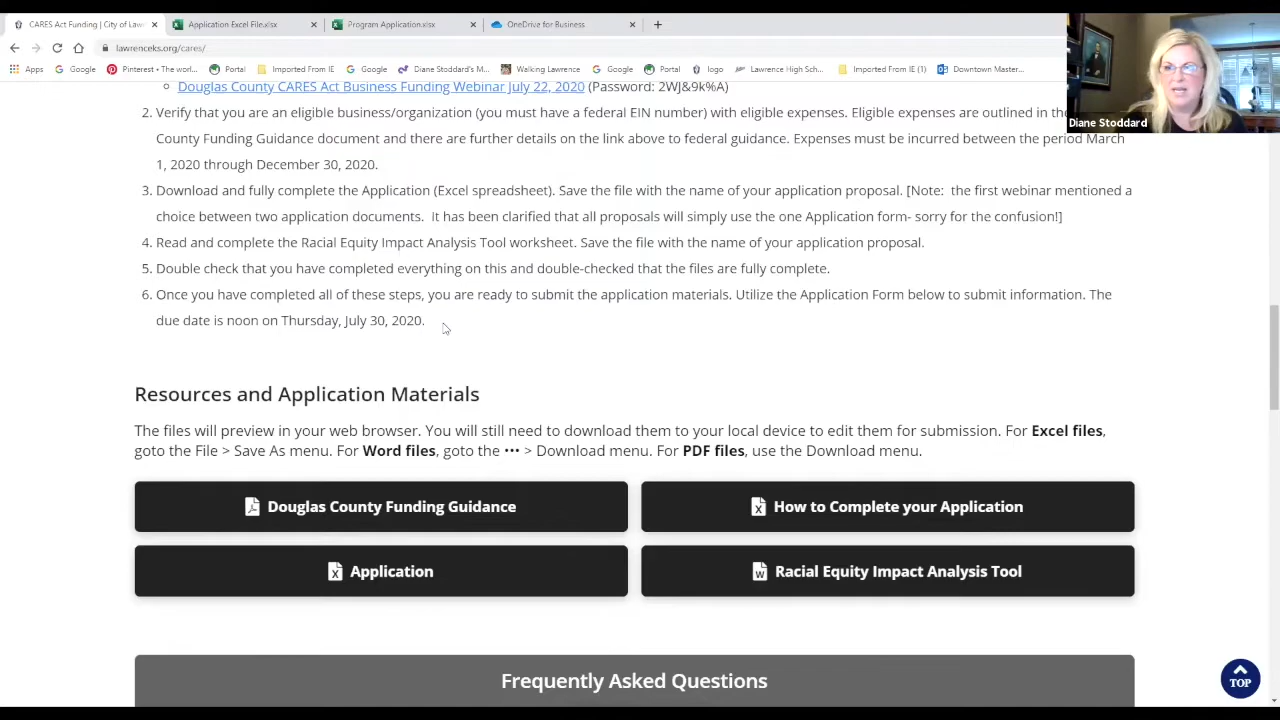 CARES Act Funding | City of Law
Application Excel File.xlsx
Program Application.xlsx
OneDrive for Business
lawrenceks.org/cares/
Apps
Google
Pinterest • The worl...
Google
Portal
Imported From IE
Google
Diane Stoddard's M...
Walking Lawrence
Google
Portal
logo
Lawrence High Sch...
Imported From IE (1)
Downtown Master...
Diane Stoddard
Douglas County CARES Act Business Funding Webinar July 22, 2020 (Password: 2WJ&9k%A)
2. Verify that you are an eligible business/organization (you must have a federal EIN number) with eligible expenses. Eligible expenses are outlined in the
County Funding Guidance document and there are further details on the link above to federal guidance. Expenses must be incurred between the period March
1, 2020 through December 30, 2020.
3. Download and fully complete the Application (Excel spreadsheet). Save the file with the name of your application proposal. [Note: the first webinar mentioned a
choice between two application documents. it has been clarified that all proposals will simply use the one Application form- sorry for the confusion!]
4. Read and complete the Racial Equity Impact Analysis Tool worksheet. Save the file with the name of your application proposal.
5. Double check that you have completed everything on this and double-checked that the files are fully complete.
6. Once you have completed all of these steps, you are ready to submit the application materials. Utilize the Application Form below to submit information. The
due date is noon on Thursday, July 30, 2020.
Resources and Application Materials
The files will preview in your web browser. You will still need to download them to your local device to edit them for submission. For Excel files,
goto the File > Save As menu. For Word files, goto the ••• > Download menu. For PDF files, use the Download menu.
Douglas County Funding Guidance
How to Complete your Application
Application
Racial Equity Impact Analysis Tool
Frequently Asked Questions
TOP